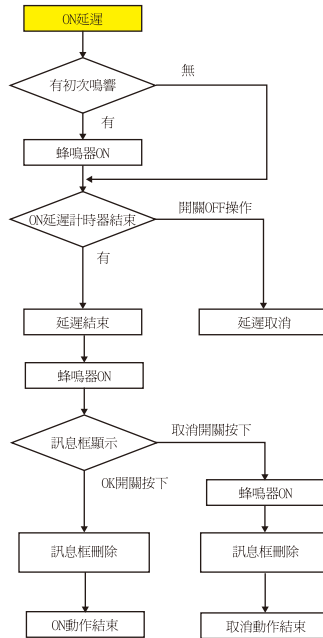 ON延遲
有初次鳴響
無
有
蜂鳴器ON
ON延遲計時器結束
開關OFF操作
有
延遲結束
延遲取消
蜂鳴器ON
訊息框顯示
取消開關按下
OK開關按下
蜂鳴器ON
訊息框刪除
訊息框刪除
ON動作結束
取消動作結束